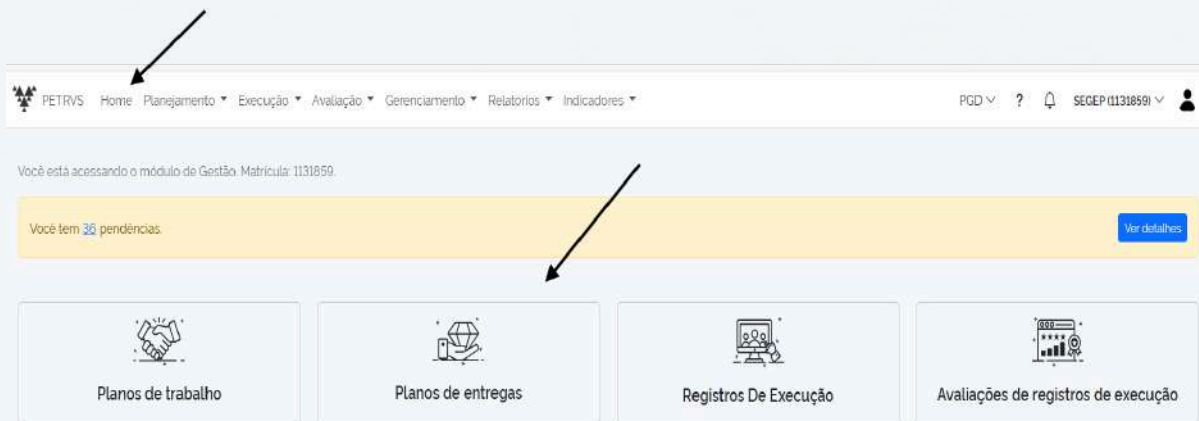 PETRVS Home Planejamento Execução Avaliação Gerenciamento Relatorios Indicadores PGD ? SEGEP (1131859)
Você está acessando o módulo de Gestão. Matrícula: 1131859.
Você tem 36 pendências. Ver detalhes
Planos de trabalho Planos de entregas Registros De Execução Avaliações de registros de execução